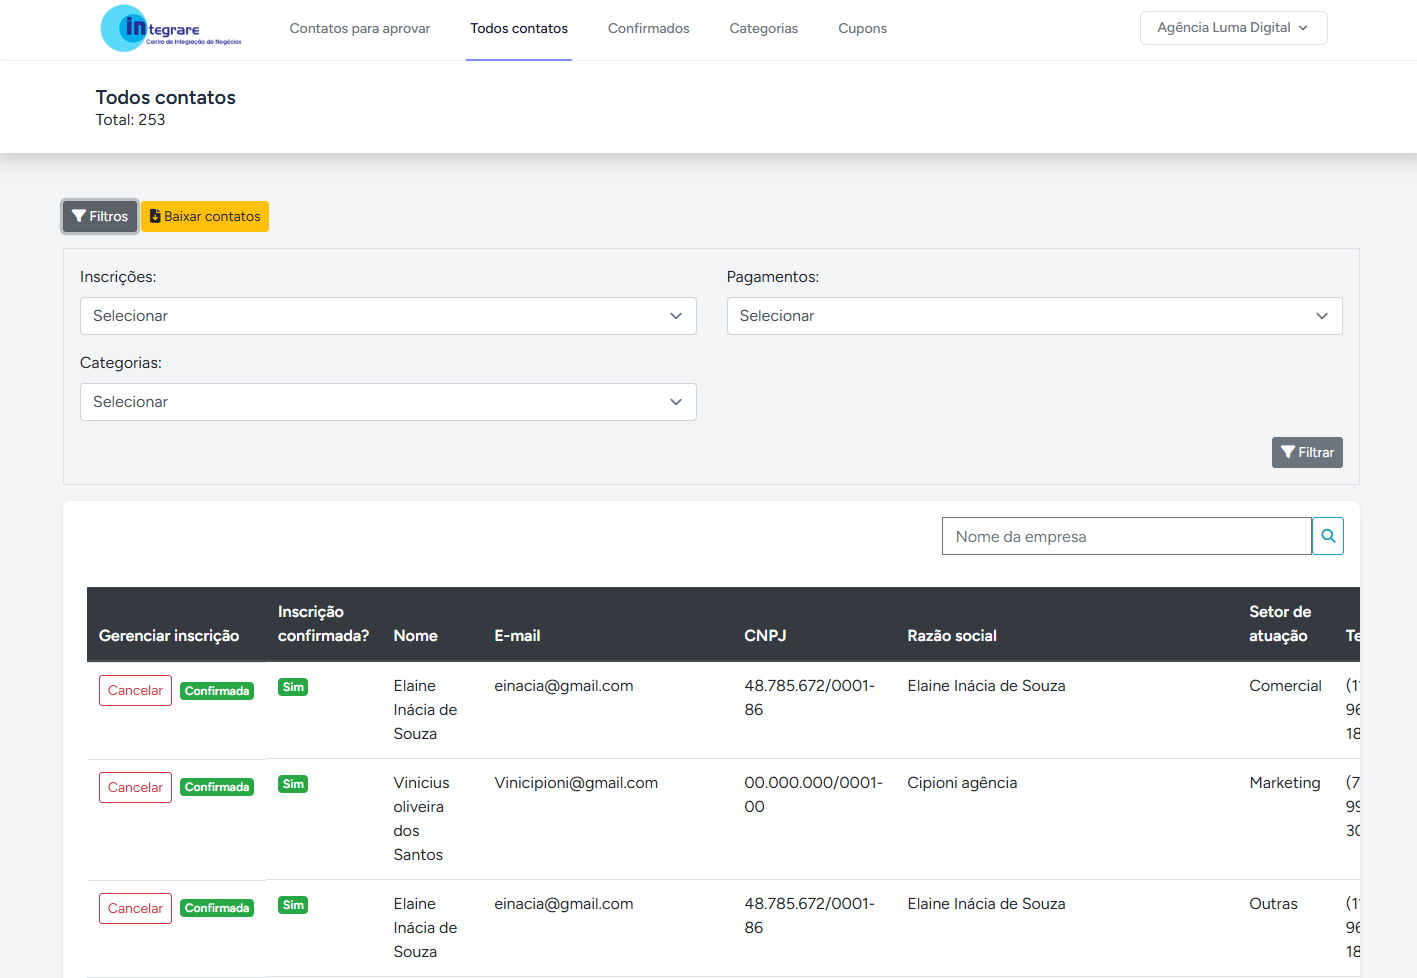 integrare
Centro de Integração de Negócios
Contatos para aprovar
Todos contatos
Confirmados
Categorias
Cupons
Agência Luma Digital
Todos contatos
Total: 253
Filtros
Baixar contatos
Inscrições:
Pagamentos:
Selecionar
Selecionar
Categorias:
Selecionar
Filtrar
Nome da empresa
Gerenciar inscrição
Inscrição
confirmada?
Nome
E-mail
CNPJ
Razão social
Setor de
atuação
Te
Cancelar
Confirmada
Sim
Elaine
Inácia de
Souza
einacia@gmail.com
48.785.672/0001-
86
Elaine Inácia de Souza
Comercial
(1
96
18
Cancelar
Confirmada
Sim
Vinicius
oliveira
dos
Santos
Vinicipioni@gmail.com
00.000.000/0001-
00
Cipioni agência
Marketing
(7
99
30
Cancelar
Confirmada
Sim
Elaine
Inácia de
Souza
einacia@gmail.com
48.785.672/0001-
86
Elaine Inácia de Souza
Outras
(1
96
18